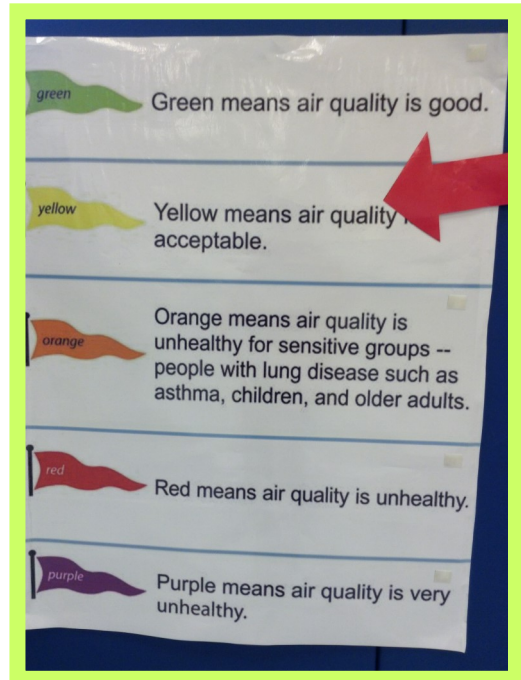 green
Green means air quality is good.
yellow
Yellow means air quality
acceptable.
orange
Orange means air quality is
unhealthy for sensitive groups --
people with lung disease such as
asthma, children, and older adults.
red
Red means air quality is unhealthy.
purple
Purple means air quality is very
unhealthy.